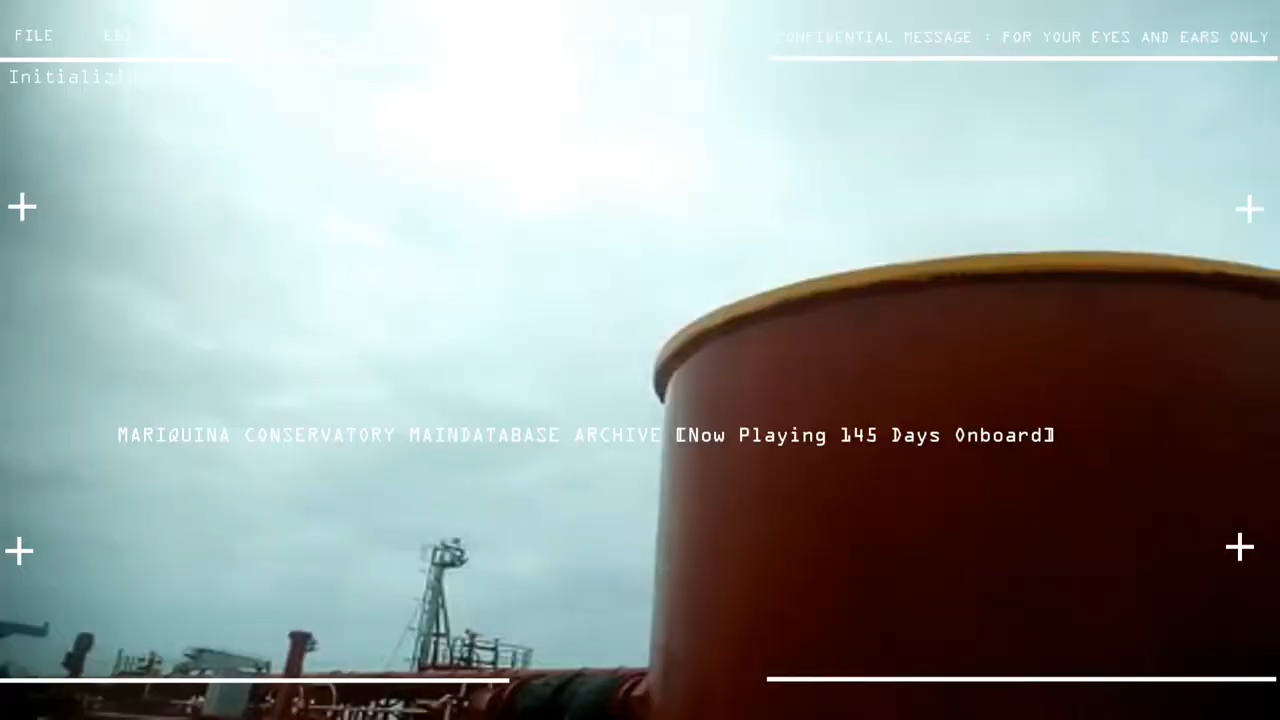 FILE
CONFIDENTIAL MESSAGE : FOR YOUR EYES AND EARS ONLY
MARIQUINA CONSERVATORY MAINDATABASE ARCHIVE [Now Playing 145 Days Onboard]